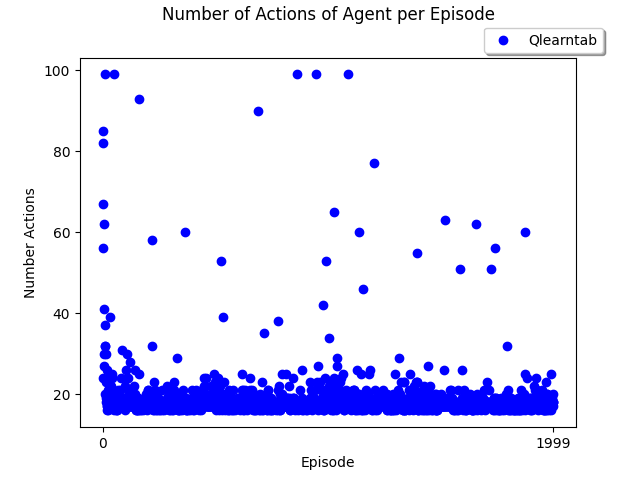 Number of Actions of Agent per Episode
Qlearntab
100
80
60
40
20
Number Actions
0
1999
Episode